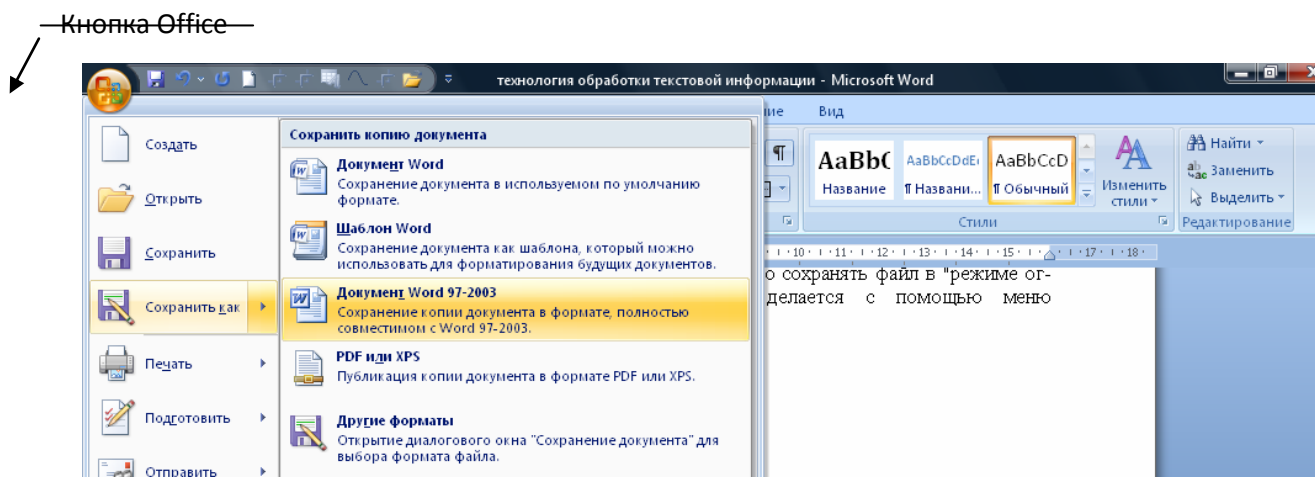 Кнопка Office
технология обработки текстовой информации - Microsoft Word
ние Вид
Создать
Открыть
Сохранить
Сохранить как
Печать
Подготовить
Отправить
Сохранить копию документа
Документ Word
Сохранение документа в используемом по умолчанию
формате.
Шаблон Word
Сохранение документа как шаблона, который можно
использовать для форматирования будущих документов.
Документ Word 97-2003
Сохранение копии документа в формате, полностью
совместимом с Word 97-2003.
PDF или XPS
Публикация копии документа в формате PDF или XPS.
Другие форматы
Открытие диалогового окна "Сохранение документа" для
выбора формата файла.
AaBbC AaBbCcDdEe AaBbCcD
Название ¶ Названи... ¶ Обычный
Изменить
стили
Стили
Найти
Заменить
Выделить
Редактирование
10 · 11 · 12 · 13 · 14 · 15 · 17 · 18
о сохранять файл в "режиме ог-
делается с помощью меню